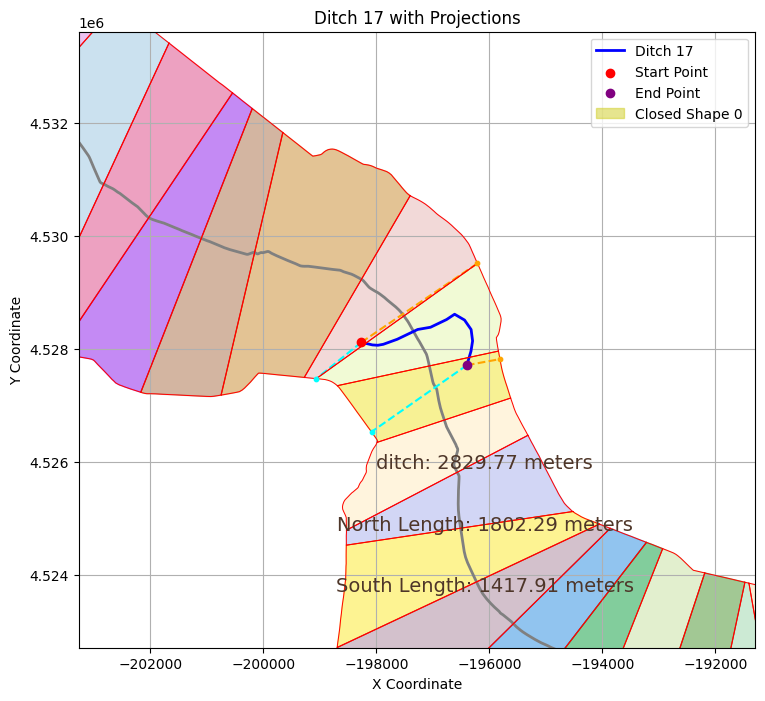 Ditch 17 with Projections
1e6
Ditch 17
Start Point
End Point
Closed Shape 0
4.532
4.530
4.528
4.526
4.524
Y Coordinate
ditch: 2829.77 meters
North Length: 1802.29 meters
South Length: 1417.91 meters
−202000 −200000 −198000 −196000 −194000 −192000
X Coordinate